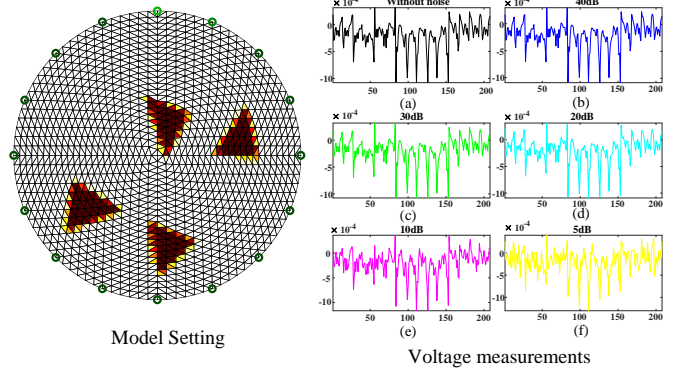 × 10-4
Without noise
× 10-4
40dB
0
-5
-10
50 100 150 200
0
-5
-10
50 100 150 200
(a)
(b)
× 10-4
30dB
× 10-4
20dB
0
-5
-10
50 100 150 200
0
-5
-10
50 100 150 200
(c)
(d)
× 10-4
10dB
× 10-4
5dB
0
-5
-10
50 100 150 200
0
-5
-10
50 100 150 200
(e)
(f)
Model Setting
Voltage measurements